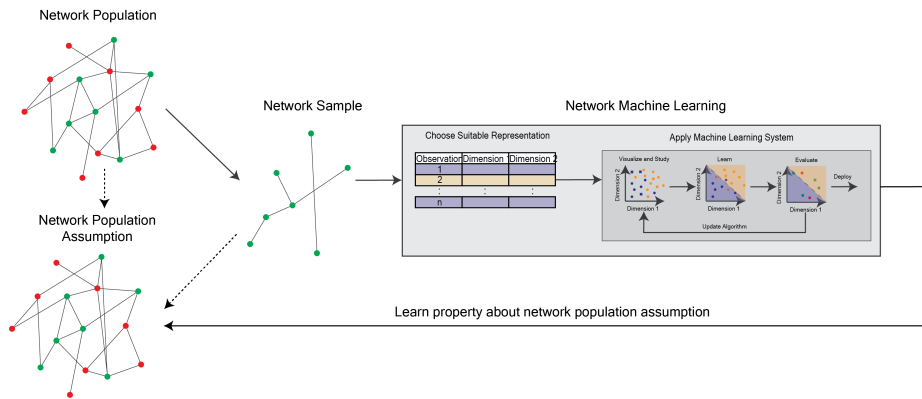 Network Population
Network Sample
Network Machine Learning
Choose Suitable Representation
Apply Machine Learning System
Observation Dimension 1 Dimension 2
1
2
: : :
n
Visualize and Study
Learn
Evaluate
Dimension 2
Dimension 1
Dimension 2
Dimension 1
Dimension 2
Dimension 1
Deploy
Update Algorithm
Network Population
Assumption
Learn property about network population assumption